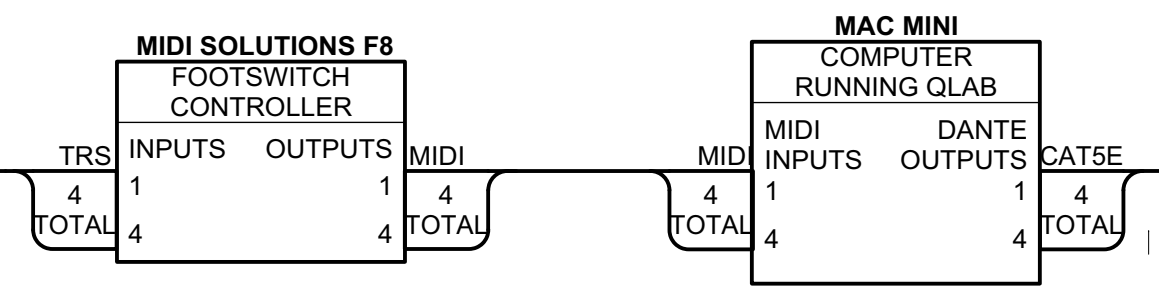 MIDI SOLUTIONS F8
FOOTSWITCH
CONTROLLER
TRS
INPUTS OUTPUTS
MIDI
4
TOTAL
1 1
4 4
4
TOTAL
MAC MINI
COMPUTER
RUNNING QLAB
MIDI
MIDI DANTE
INPUTS OUTPUTS
CAT5E
4
TOTAL
1 1
4 4
4
TOTAL